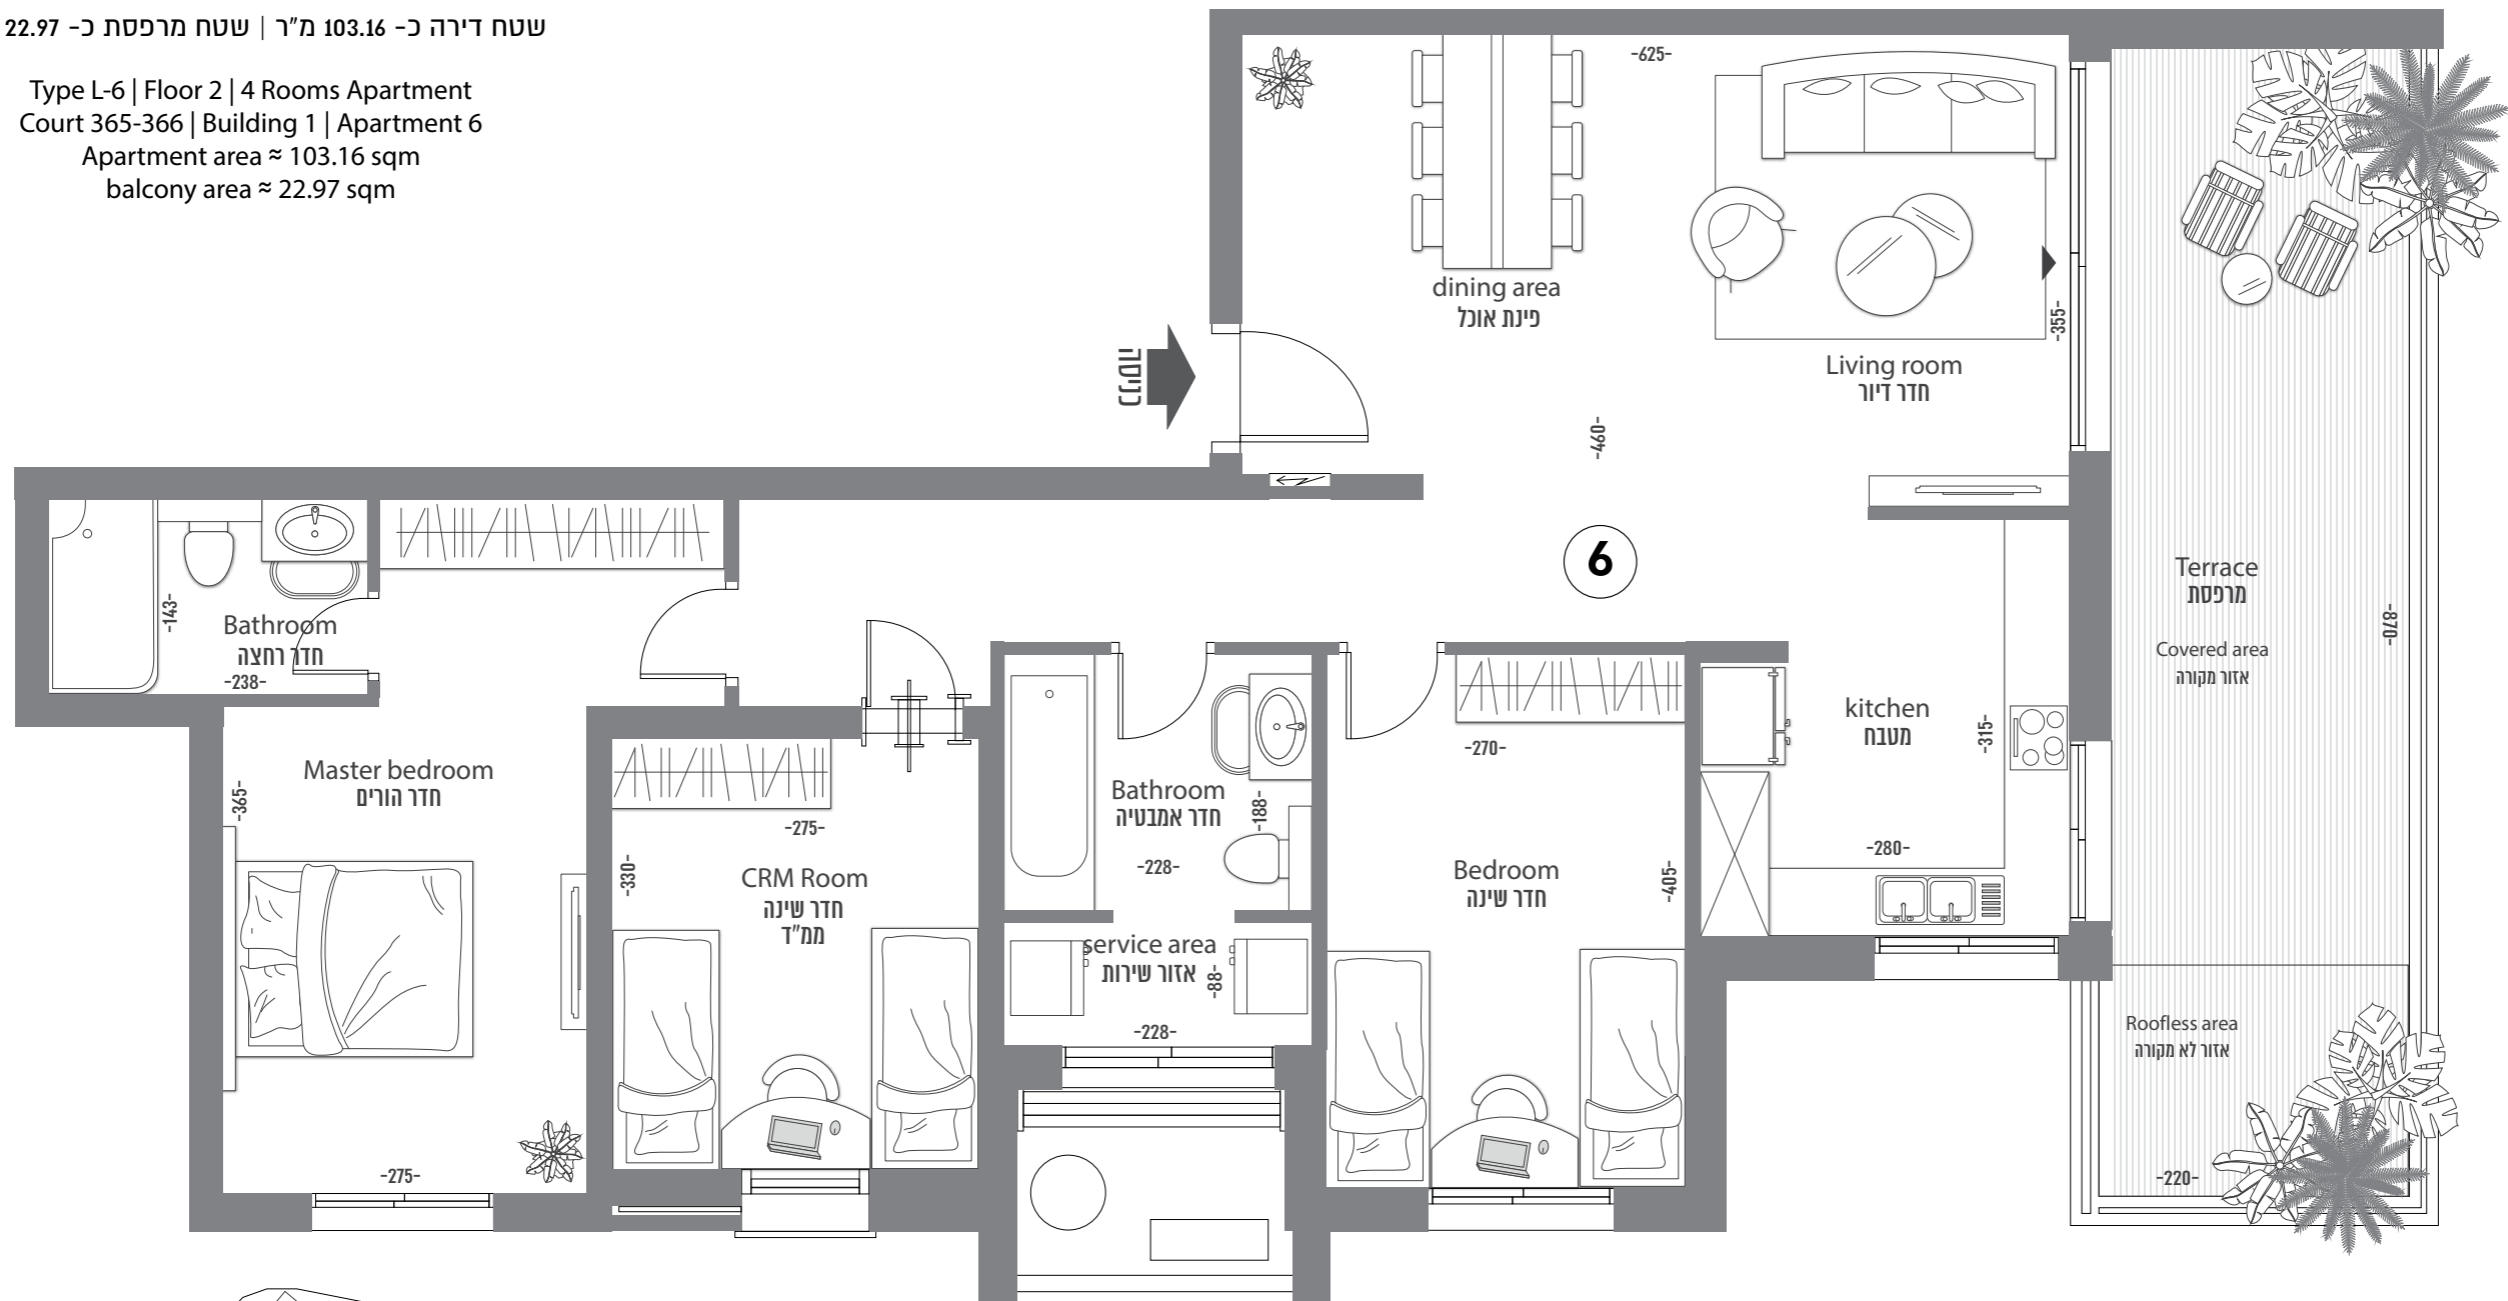 שטח דירה כ- 103.16 מ"ר | שטח מרפסת כ- 22.97
Type L-6 | Floor 2 | 4 Rooms Apartment
Court 365-366 | Building 1 | Apartment 6
Apartment area ≈ 103.16 sqm
balcony area ≈ 22.97 sqm
-625-
dining area
פינת אוכל
Living room
חדר דיור
-355-
כניסה
-460-
6
Terrace
מרפסת
Covered area
אזור מקורה
-870-
-143-
Bathroom
חדר רחצה
-238-
Master bedroom
חדר הורים
-365-
-275-
-275-
-330-
CRM Room
חדר שינה
ממ"ד
Bathroom
חדר אמבטיה
-188-
-228-
service area
אזור שירות
-88-
-228-
-270-
Bedroom
חדר שינה
-405-
kitchen
מטבח
-315-
-280-
Roofless area
אזור לא מקורה
-220-